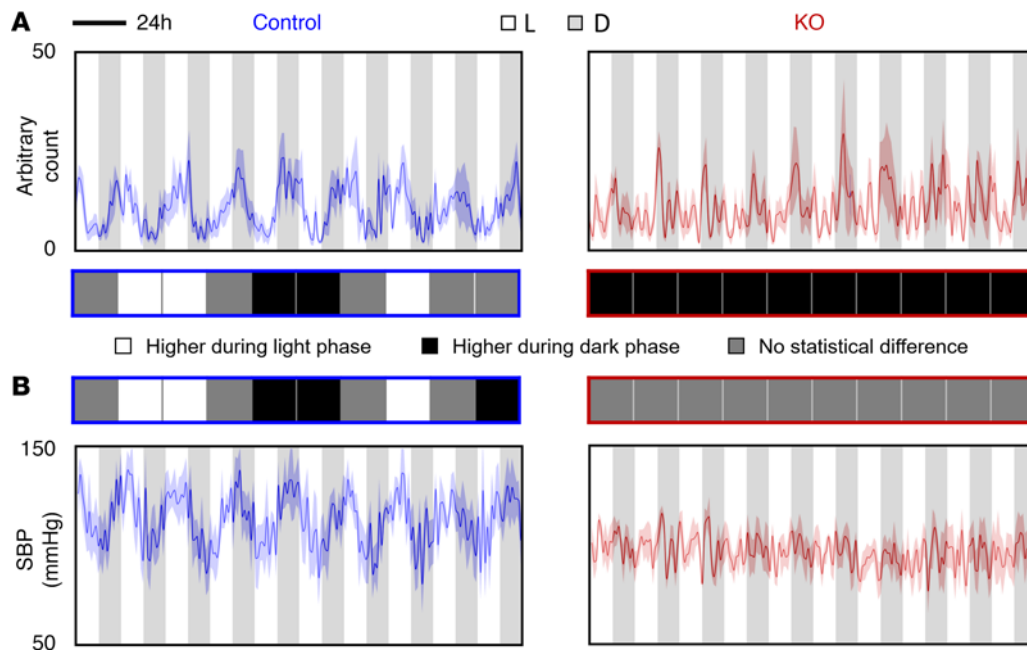 A 24h Control L D KO
50
Arbitrary
count
0
Higher during light phase Higher during dark phase No statistical difference
B
150
SBP
(mmHg)
50